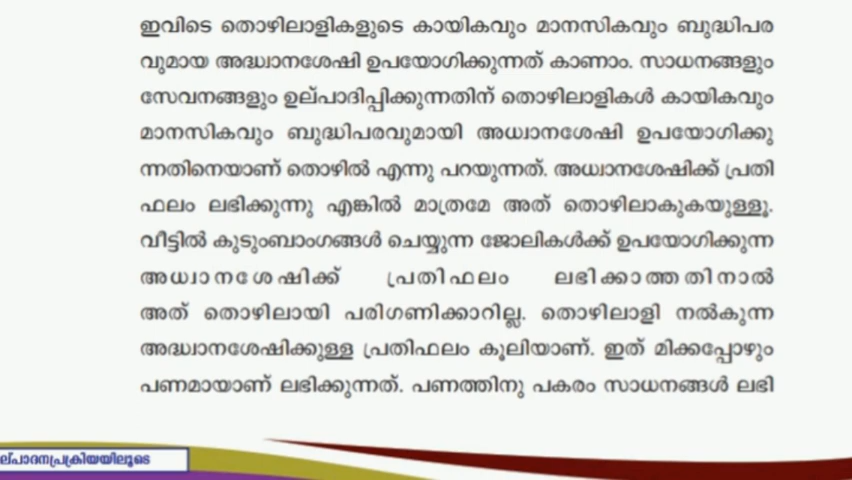 ഇവിടെ തൊഴിലാളികളുടെ കായികവും മാനസികവും ബുദ്ധിപര
വുമായ അദ്ധ്വാനശേഷി ഉപയോഗിക്കുന്നത് കാണാം. സാധനങ്ങളും
സേവനങ്ങളും ഉല്പാദിപ്പിക്കുന്നതിന് തൊഴിലാളികൾ കായികവും
മാനസികവും ബുദ്ധിപരവുമായി അധ്വാനശേഷി ഉപയോഗിക്കു
ന്നതിനെയാണ് തൊഴിൽ എന്നു പറയുന്നത്. അധ്വാനശേഷിക്ക് പ്രതി
ഫലം ലഭിക്കുന്നു എങ്കിൽ മാത്രമേ അത് തൊഴിലാകുകയുള്ളൂ.
വീട്ടിൽ കുടുംബാംഗങ്ങൾ ചെയ്യുന്ന ജോലികൾക്ക് ഉപയോഗിക്കുന്ന
അധ്വാനശേഷിക്ക് പ്രതിഫലം ലഭിക്കാത്തതിനാൽ
അത് തൊഴിലായി പരിഗണിക്കാറില്ല. തൊഴിലാളി നൽകുന്ന
അദ്ധ്വാനശേഷിക്കുള്ള പ്രതിഫലം കൂലിയാണ്. ഇത് മിക്കപ്പോഴും
പണമായാണ് ലഭിക്കുന്നത്. പണത്തിനു പകരം സാധനങ്ങൾ ലഭി
ല്പാദനപ്രക്രിയയിലൂടെ